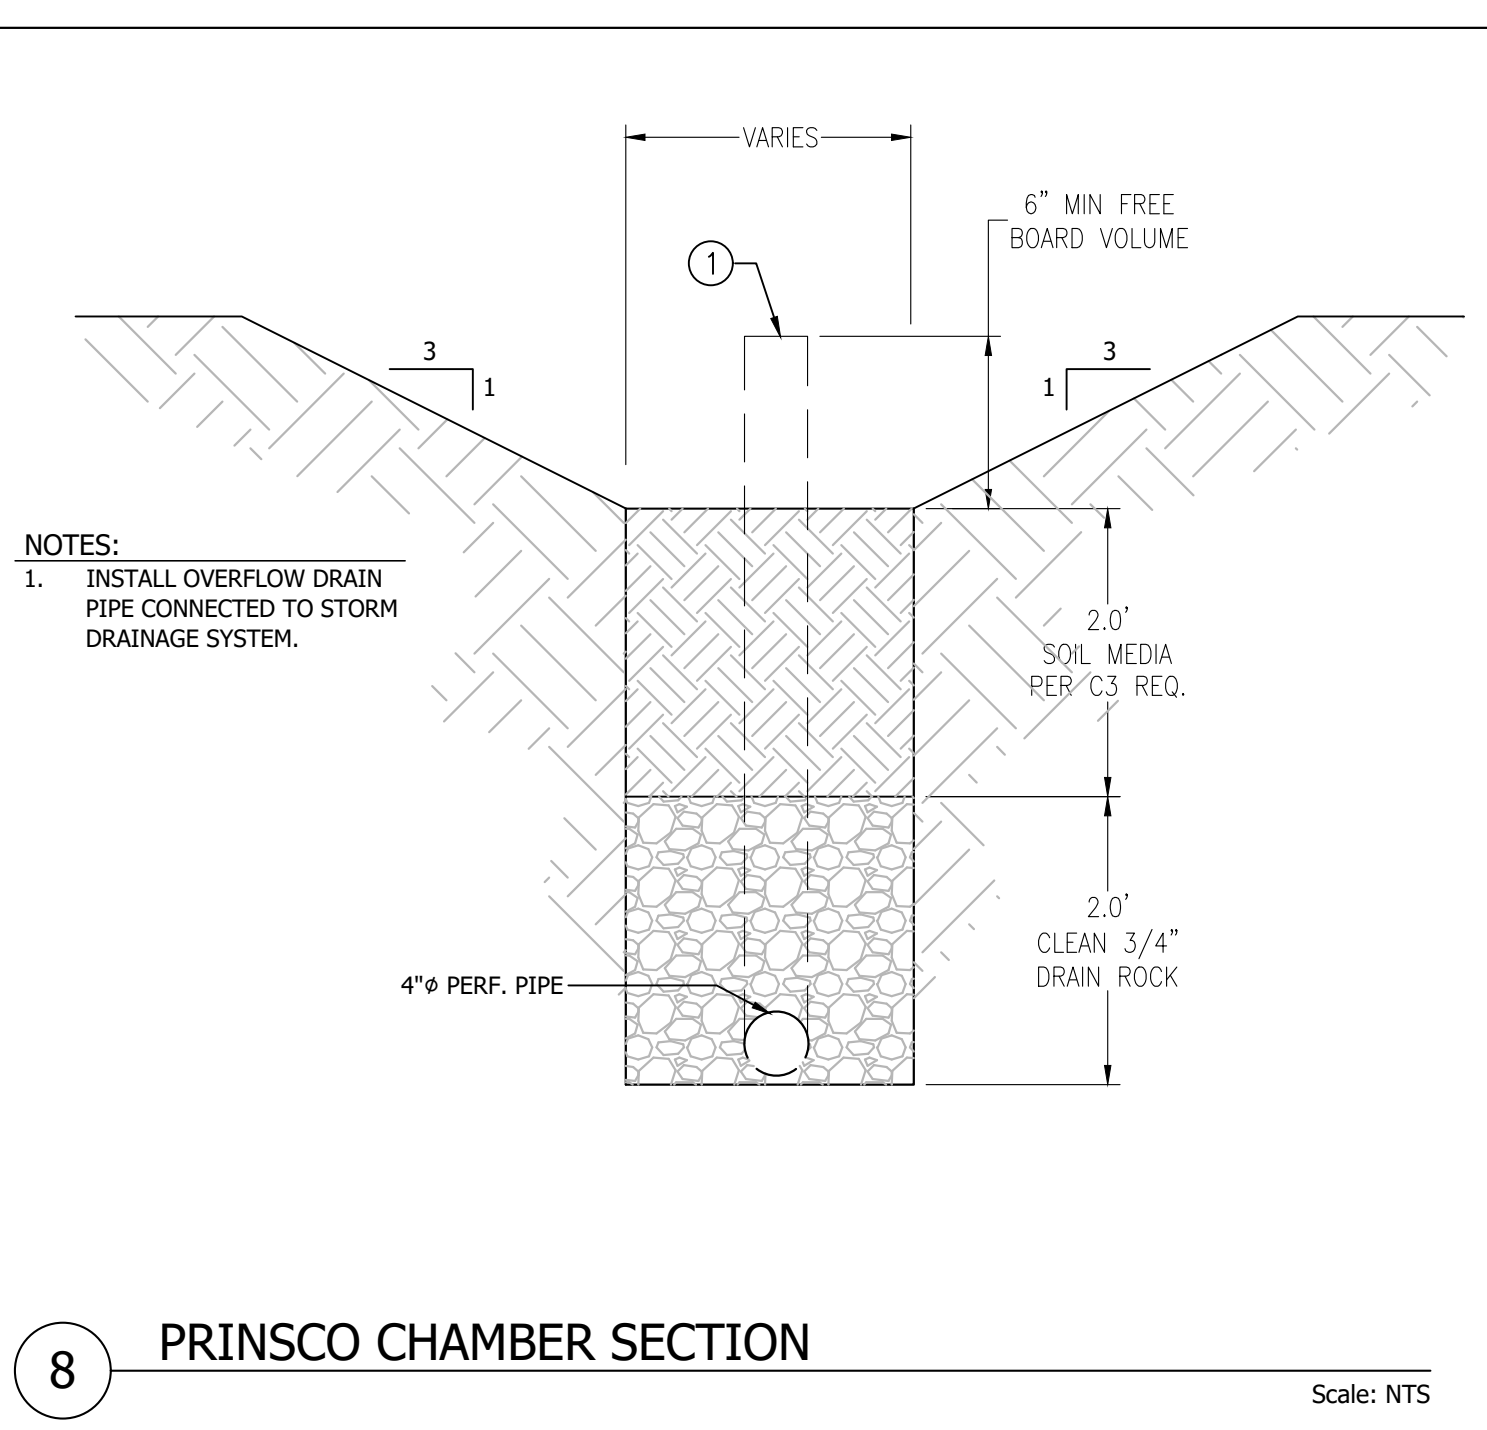 VARIES
6” MIN FREE
BOARD VOLUME
1
3
1
3
1
NOTES:
1. INSTALL OVERFLOW DRAIN
PIPE CONNECTED TO STORM
DRAINAGE SYSTEM.
2.0’
SOIL MEDIA
PER C3 REQ.
2.0’
CLEAN 3/4”
DRAIN ROCK
4"ø PERF. PIPE
8
PRINSCO CHAMBER SECTION
Scale: NTS